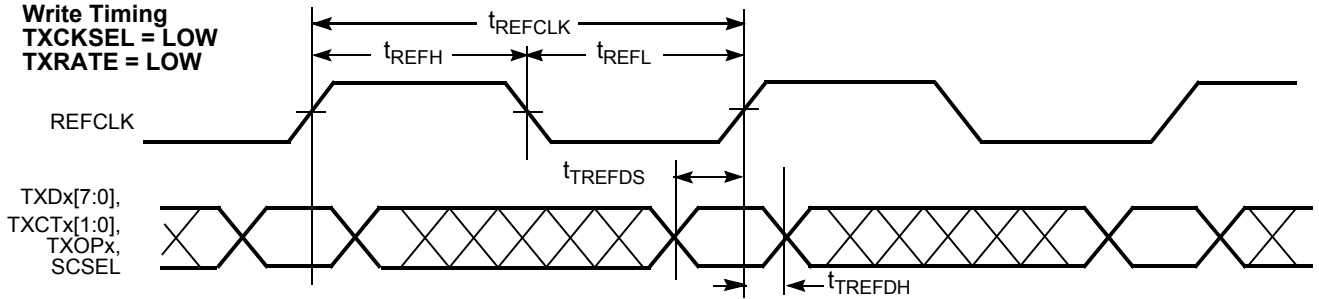 Write Timing
TXCKSEL = LOW
TXRATE = LOW
tREFCLK
tREFH
tREFL
REFCLK
tTREFDS
TXDx[7:0],
TXCTx[1:0],
TXOPx,
SCSEL
tTREFDH